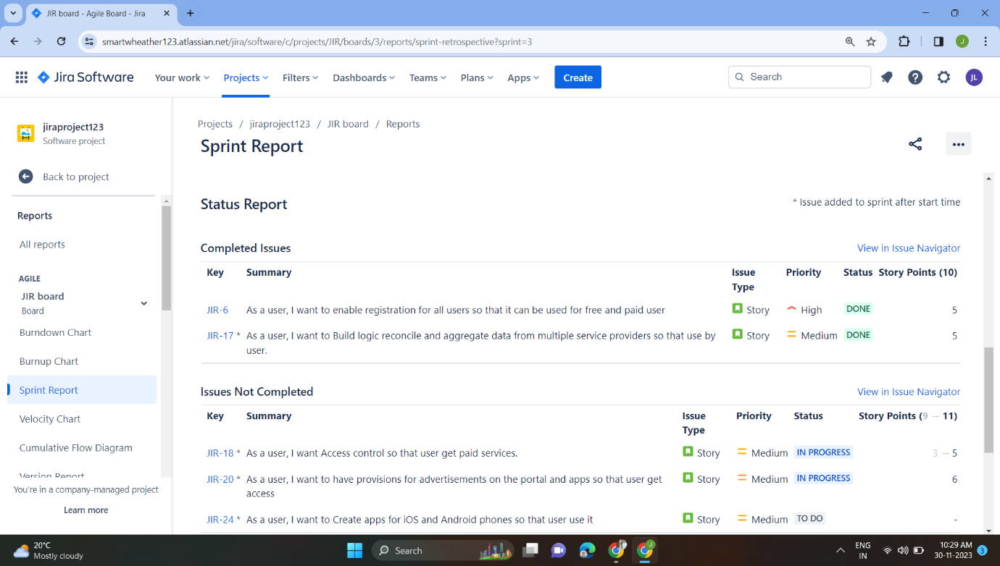 JIR board - Agile Board - Jira
smartwheather123.atlassian.net/jira/software/c/projects/JIR/boards/3/reports/sprint-retrospective?sprint=3
J
Jira Software
Your work
Projects
Filters
Dashboards
Teams
Plans
Apps
Create
Search
JL
jiraproject123
Software project
Back to project
Reports
All reports
AGILE
JIR board
Board
Burndown Chart
Burnup Chart
Sprint Report
Velocity Chart
Cumulative Flow Diagram
Version Report
You're in a company-managed project
Learn more
Projects / jiraproject123 / JIR board / Reports
Sprint Report
Status Report
* Issue added to sprint after start time
Completed Issues
View in Issue Navigator
Key Summary Issue Type Priority Status Story Points (10)
JIR-6 As a user, I want to enable registration for all users so that it can be used for free and paid user Story High DONE 5
JIR-17 * As a user, I want to Build logic reconcile and aggregate data from multiple service providers so that use by Story Medium DONE 5
user.
Issues Not Completed
View in Issue Navigator
Key Summary Issue Type Priority Status Story Points (9 → 11)
JIR-18 * As a user, I want Access control so that user get paid services. Story Medium IN PROGRESS 3 → 5
JIR-20 * As a user, I want to have provisions for advertisements on the portal and apps so that user get Story Medium IN PROGRESS 6
access
JIR-24 * As a user, I want to Create apps for iOS and Android phones so that user use it Story Medium TO DO -
20°C
Mostly cloudy
Search
J
ENG
IN
10:29 AM
30-11-2023
3